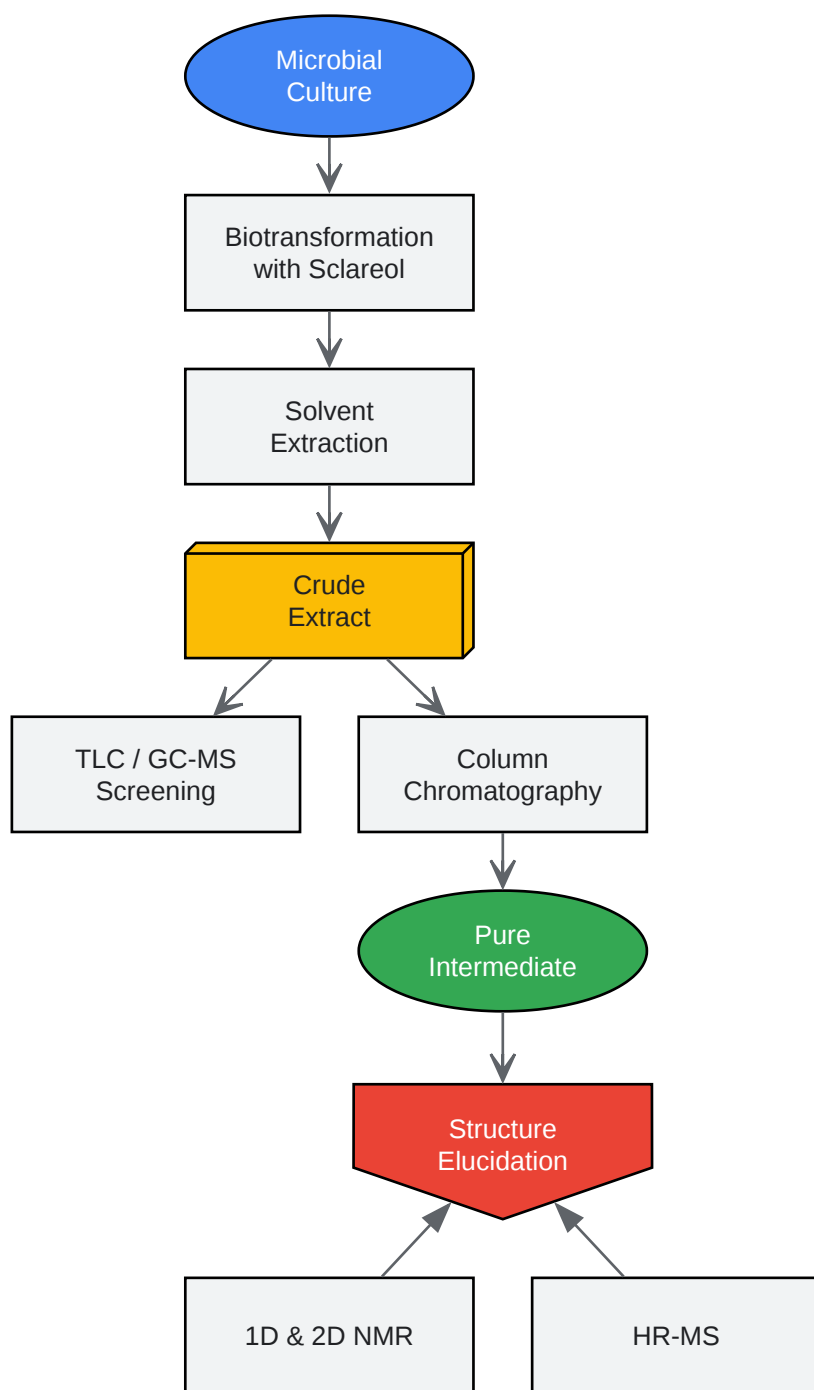 Microbial
Culture
Biotransformation
with Sclareol
Solvent
Extraction
Crude
Extract
TLC / GC-MS
Screening
Column
Chromatography
Pure
Intermediate
Structure
Elucidation
1D & 2D NMR
HR-MS